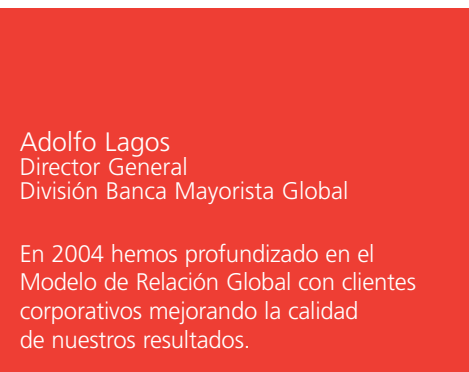 Adolfo Lagos
Director General
División Banca Mayorista Global
En 2004 hemos profundizado en el
Modelo de Relación Global con clientes
corporativos mejorando la calidad
de nuestros resultados.